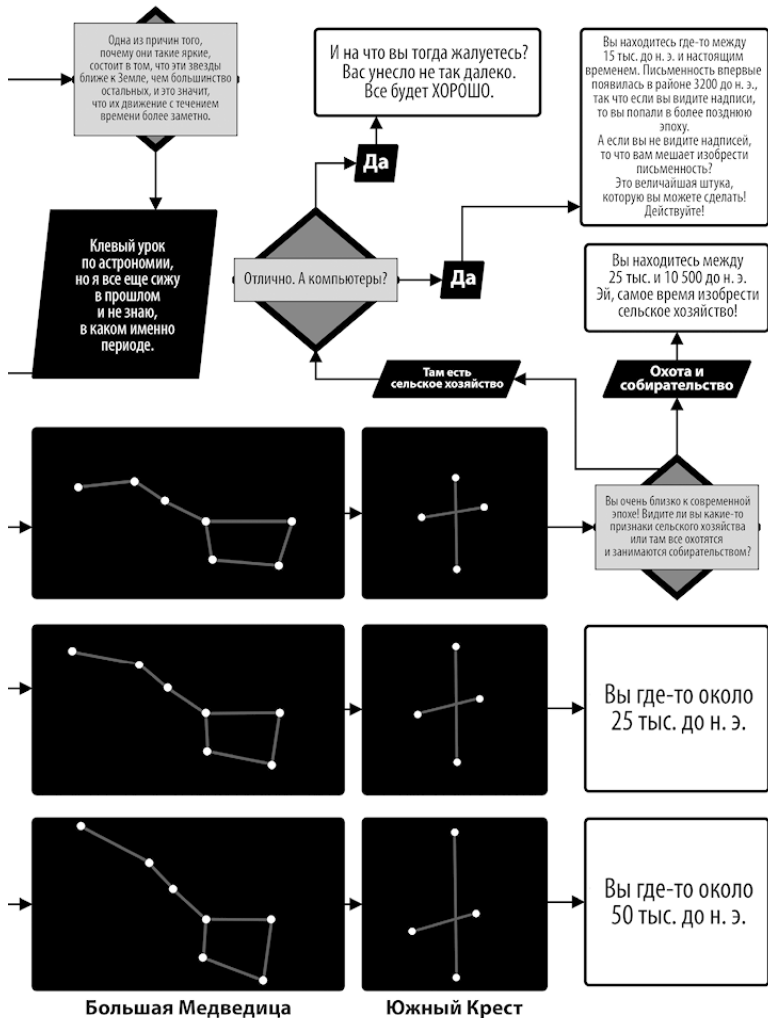 Одна из причин того,
почему они такие яркие,
состоит в том, что эти звезды
ближе к Земле, чем большинство
остальных, и это значит,
что их движение с течением
времени более заметно.
И на что вы тогда жалуетесь?
Вас унесло не так далеко.
Все будет ХОРОШО.
Вы находитесь где-то между
15 тыс. до н. э. и настоящим
временем. Письменность впервые
появилась в районе 3200 до н. э.,
так что если вы видите надписи,
то вы попали в более позднюю
эпоху.
А если вы не видите надписей,
то что вам мешает изобрести
письменность?
Это величайшая штука,
которую вы можете сделать!
Действуйте!
Да
Клевый урок
по астрономии,
но я все еще сижу
в прошлом
и не знаю,
в каком именно
периоде.
Отлично. А компьютеры?
Да
Вы находитесь между
25 тыс. и 10 500 до н. э.
Эй, самое время изобрести
сельское хозяйство!
Там есть
сельское хозяйство
Охота и
собирательство
Вы очень близко к современной
эпохе! Видите ли вы какие-то
признаки сельского хозяйства
или там все охотятся
и занимаются собирательством?
Вы где-то около
25 тыс. до н. э.
Вы где-то около
50 тыс. до н. э.
Большая Медведица
Южный Крест